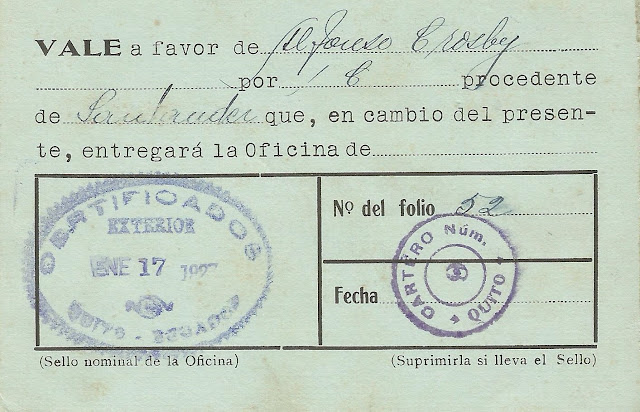 VALE a favor de Alfonso Crosby
por 1 C procedente
de Santander que, en cambio del presen-
te, entregará la Oficina de
CERTIFICADOS
EXTERIOR
ENE 17
QUITO - ECUADOR
Nº del folio 52
CARTERO Núm.
QUITO
Fecha
(Sello nominal de la Oficina)
(Suprimirla si lleva el Sello)